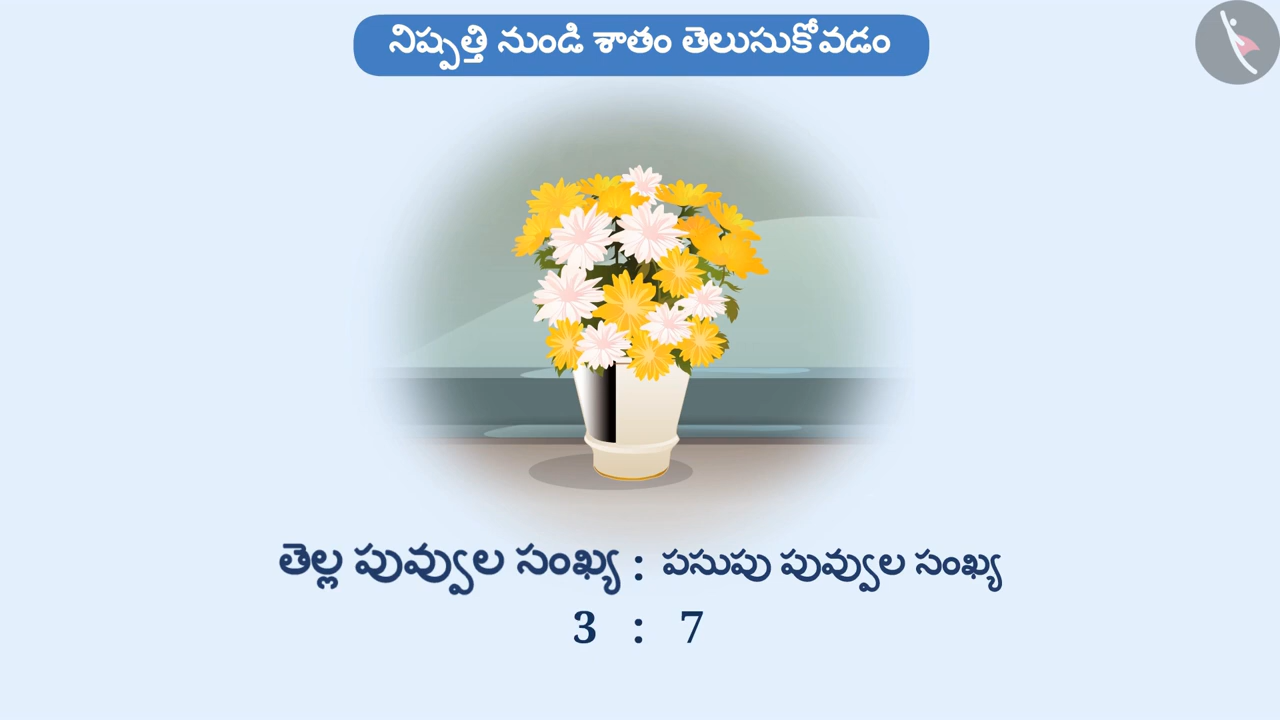 నిష్పత్తి నుండి శాతం తెలుసుకోవడం
తెల్ల పువ్వుల సంఖ్య : పసుపు పువ్వుల సంఖ్య
3 : 7